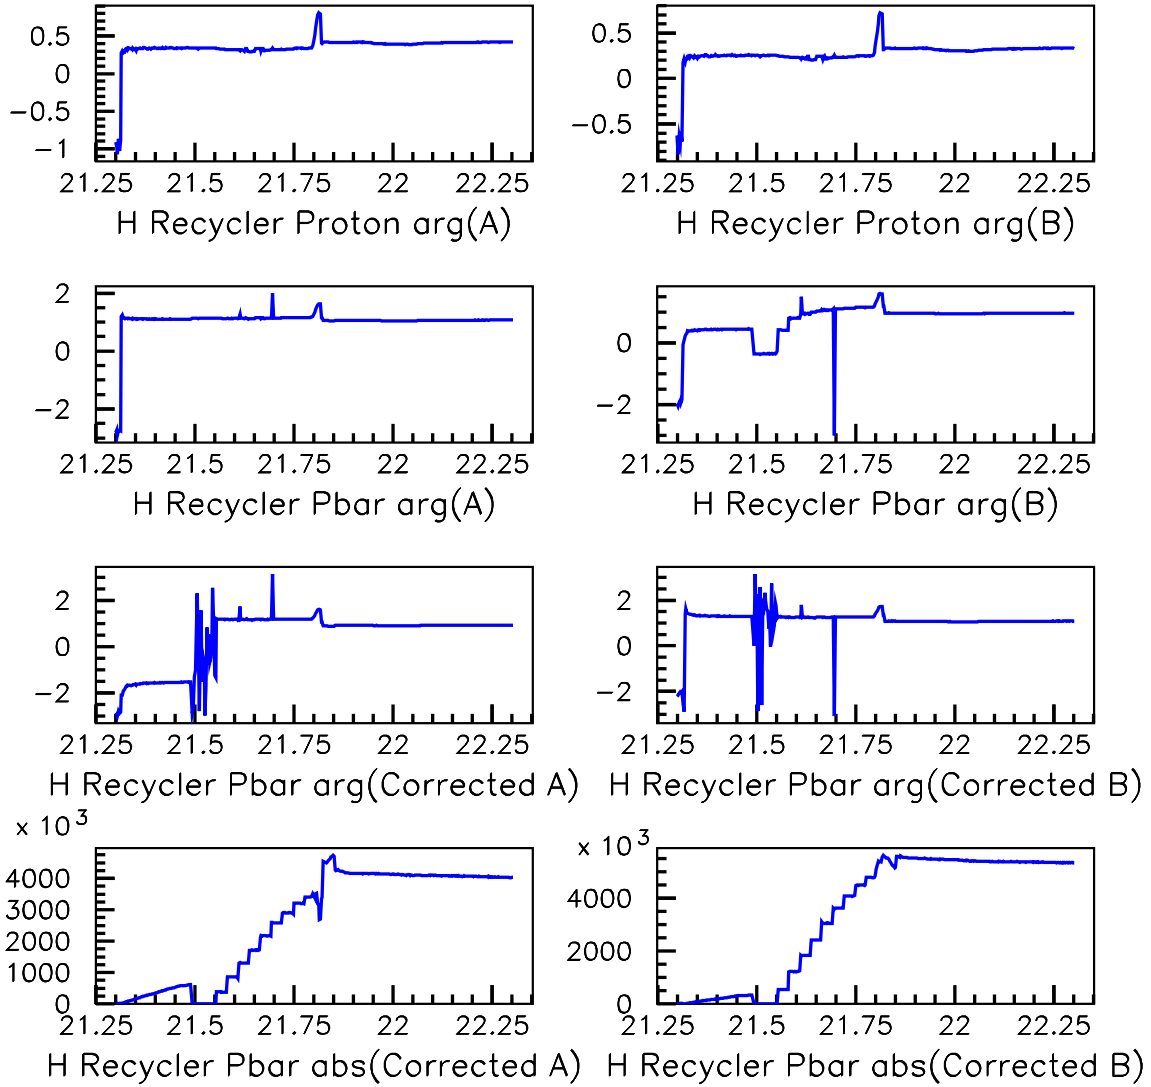 0.5
0
−0.5
−1
21.25 21.5 21.75 22 22.25
H Recycler Proton arg(A)
0.5
0
−0.5
21.25 21.5 21.75 22 22.25
H Recycler Proton arg(B)
2
0
−2
21.25 21.5 21.75 22 22.25
H Recycler Pbar arg(A)
0
−2
21.25 21.5 21.75 22 22.25
H Recycler Pbar arg(B)
2
0
−2
21.25 21.5 21.75 22 22.25
H Recycler Pbar arg(Corrected A)
2
0
−2
21.25 21.5 21.75 22 22.25
H Recycler Pbar arg(Corrected B)
x 10³
4000
3000
2000
1000
0
21.25 21.5 21.75 22 22.25
H Recycler Pbar abs(Corrected A)
x 10³
4000
2000
0
21.25 21.5 21.75 22 22.25
H Recycler Pbar abs(Corrected B)